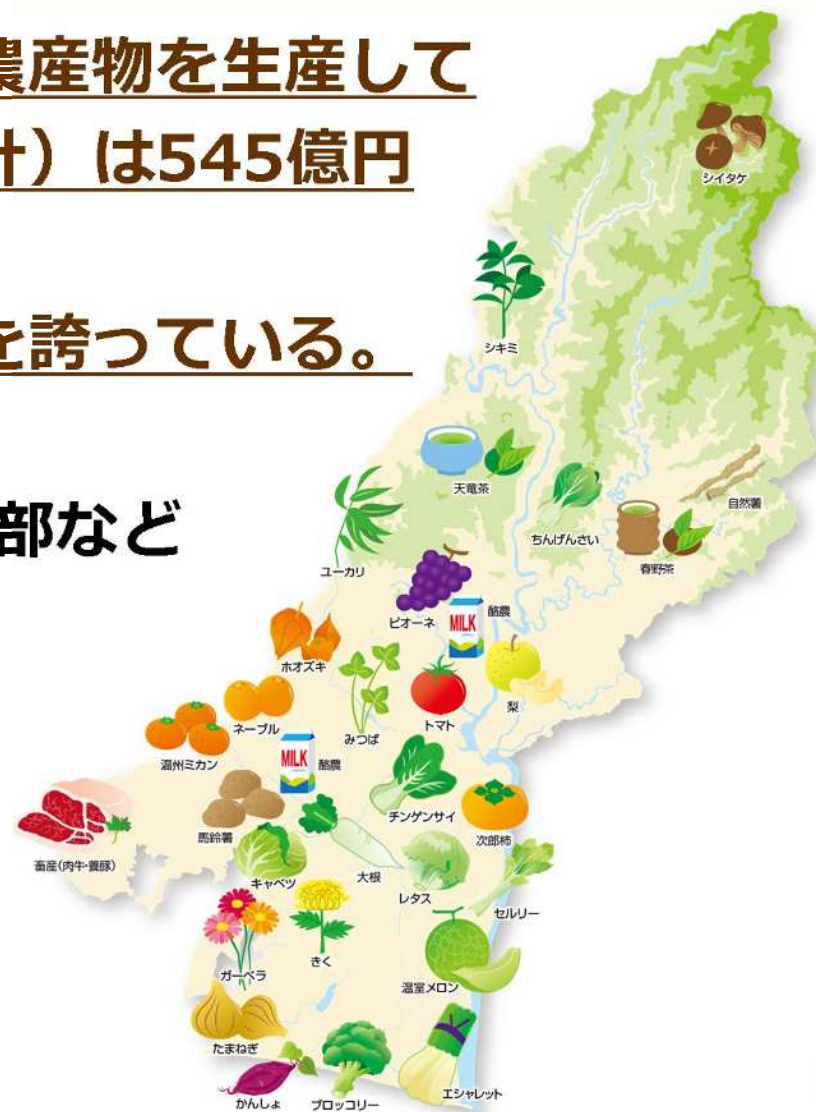 農産物を生産して
計）は545億円
を誇っている。
部など
シイタケ
シキミ
天竜茶
ちんげんさい
自然薯
春野茶
ユーカリ
ピオーネ
MILK
酪農
ホオズキ
みつば
トマト
梨
ネーブル
温州ミカン
MILK
酪農
馬鈴薯
チンゲンサイ
次郎柿
畜産(肉牛・養豚)
キャベツ
大根
レタス
セルリー
ガーベラ
きく
温室メロン
たまねぎ
かんしょ
ブロッコリー
エシャレット